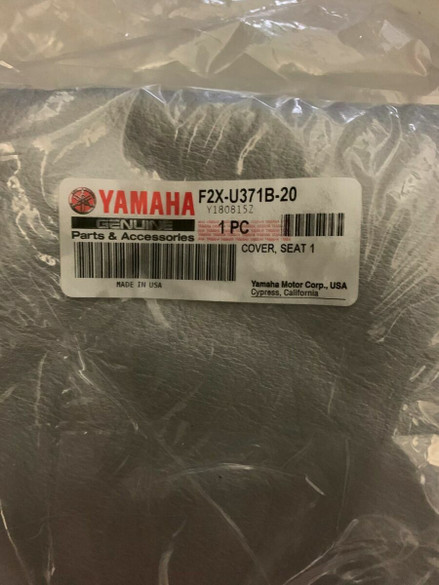 YAMAHA F2X-U371B-20
Y180815Z
GENUINE
Parts & Accessories
1 PC
COVER, SEAT 1
MADE IN USA
Yamaha Motor Corp., USA
Cypress, California